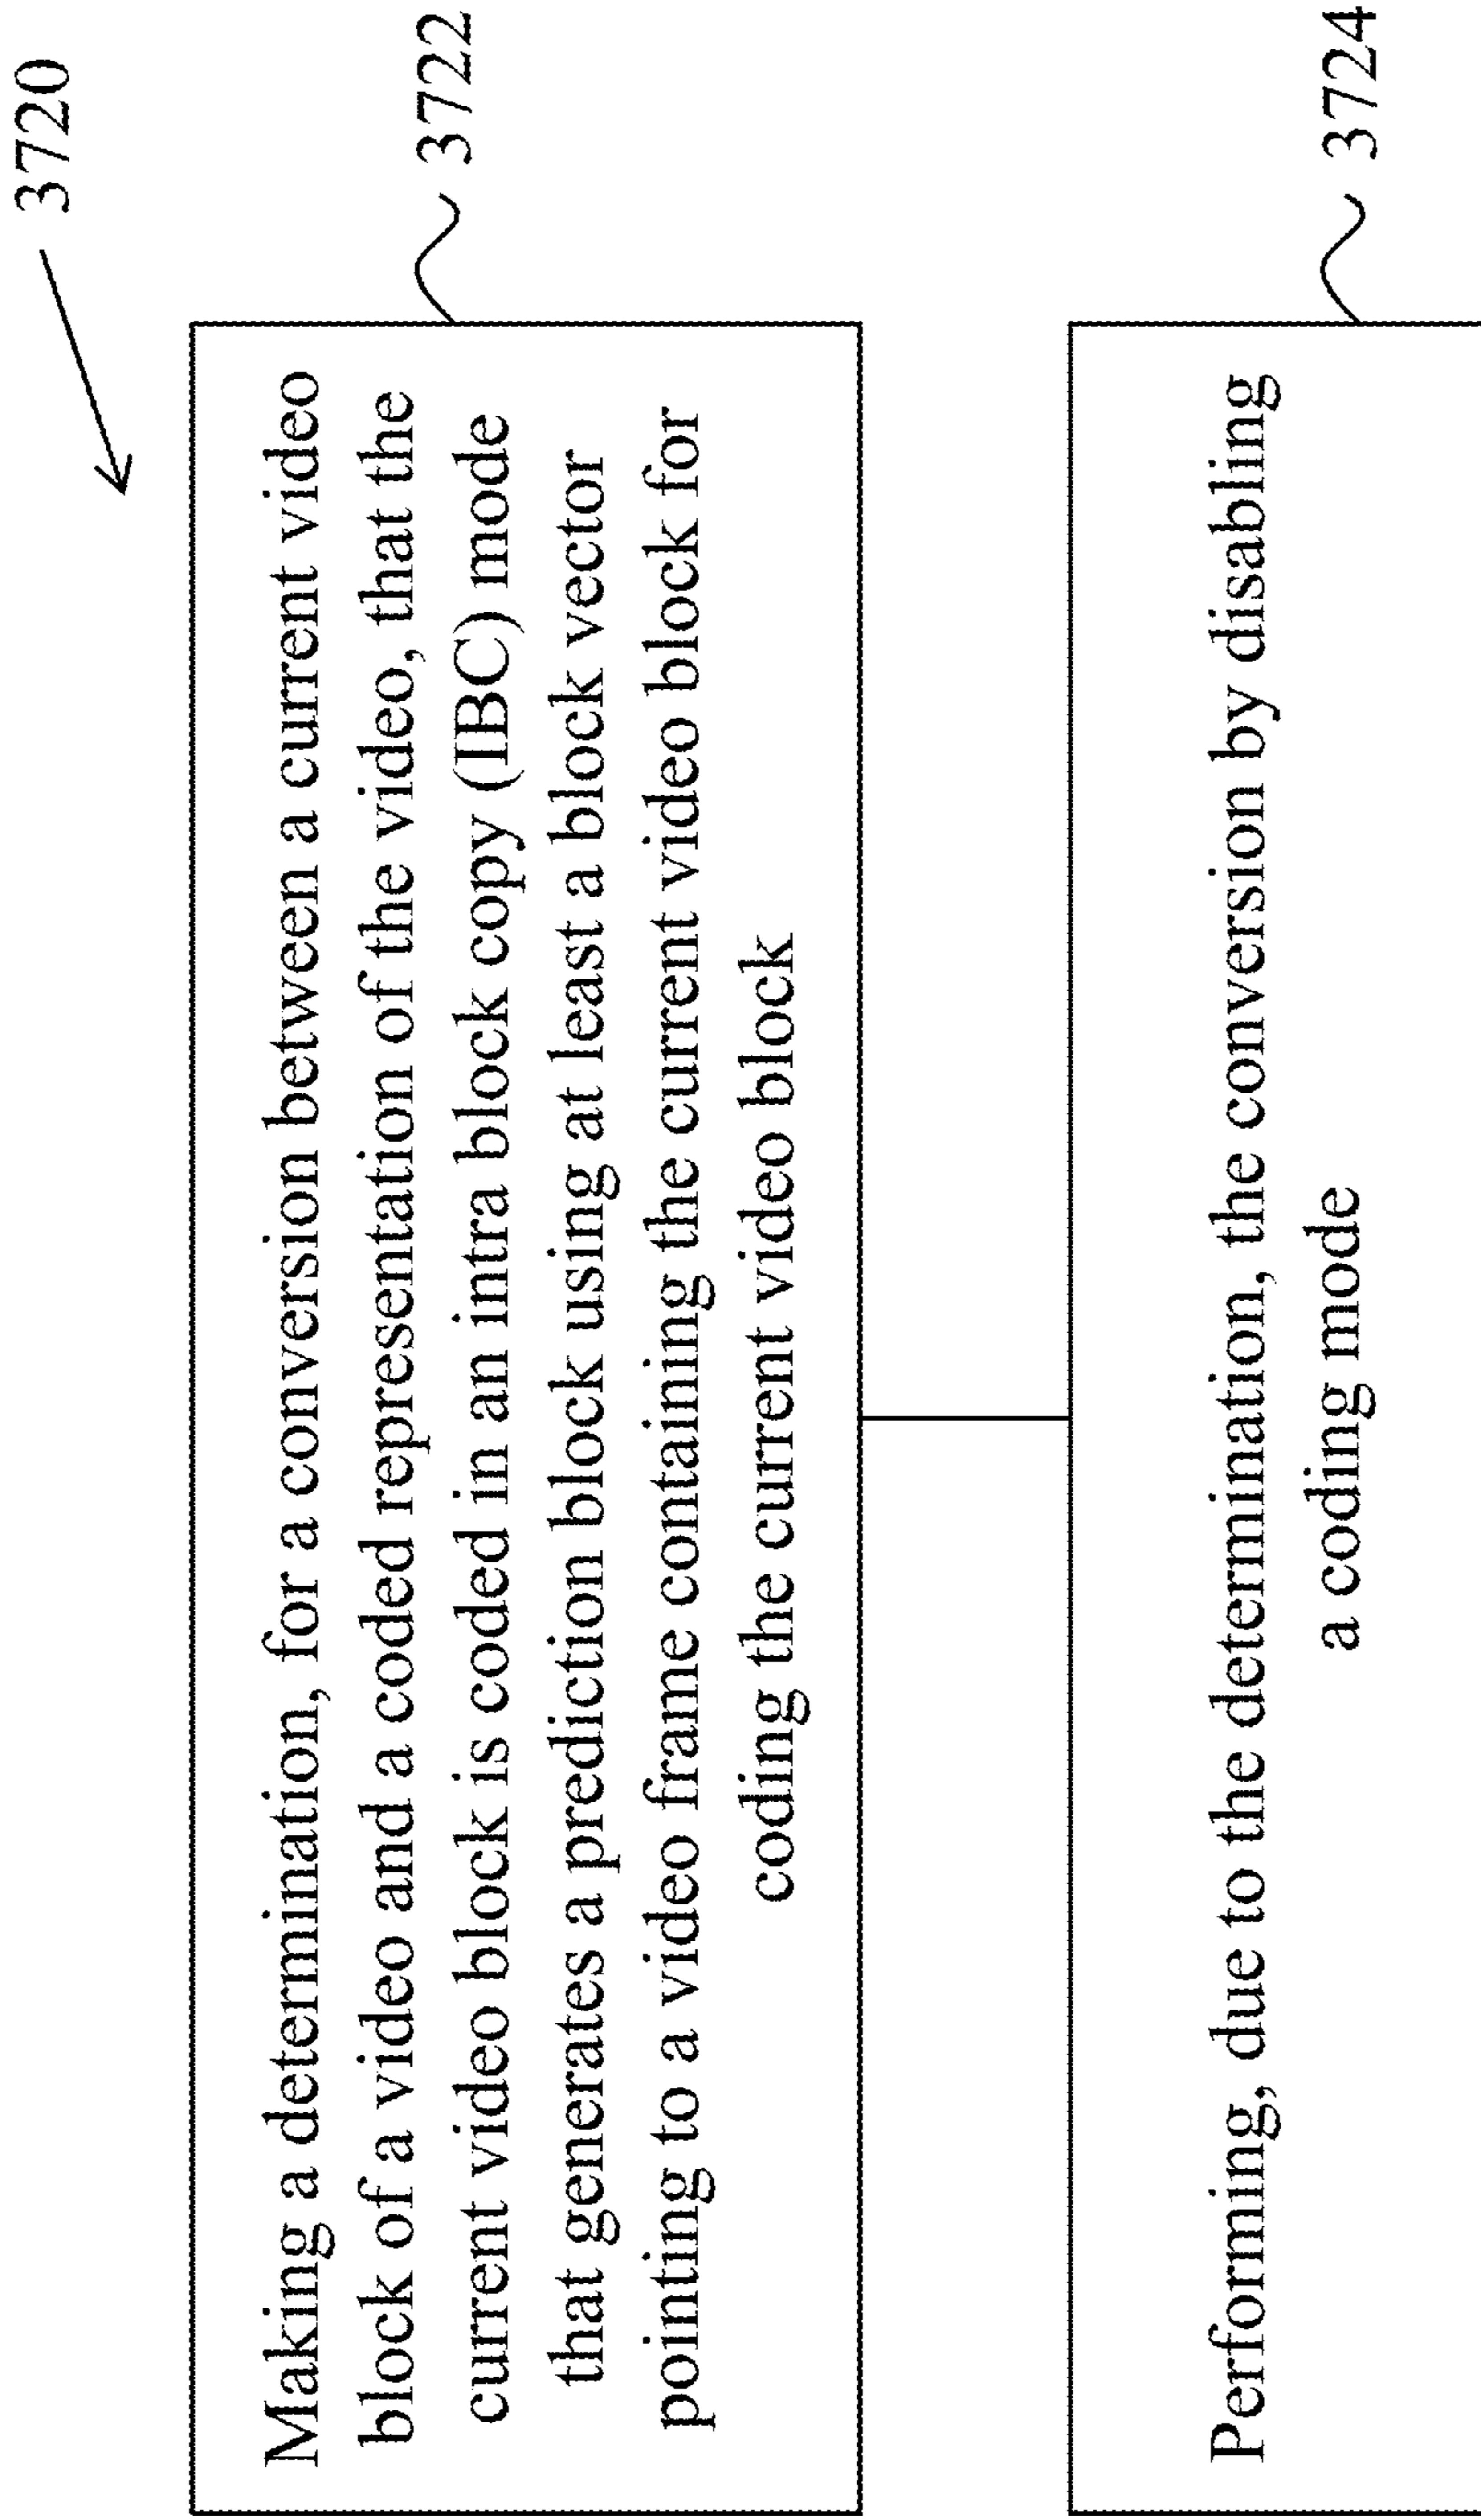 3720
Making a determination, for a conversion between a current video
block of a video and a coded representation of the video, that the
current video block is coded in an intra block copy (IBC) mode
that generates a prediction block using at least a block vector
pointing to a video frame containing the current video block for
coding the current video block
3722
Performing, due to the determination, the conversion by disabling
a coding mode
3724